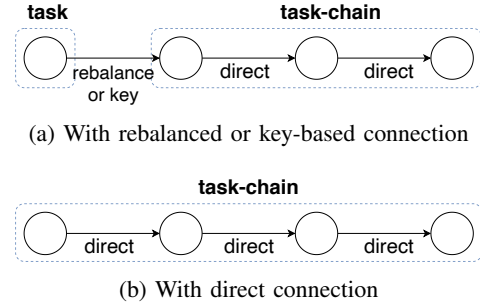 task task-chain
rebalance
or key direct direct
(a) With rebalanced or key-based connection
task-chain
direct direct direct
(b) With direct connection